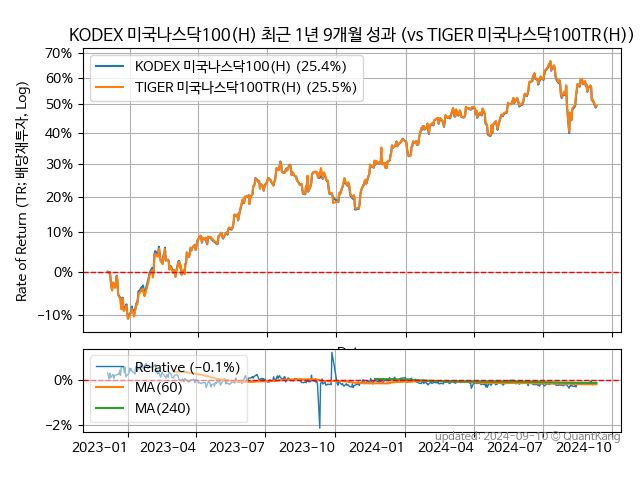 KODEX 미국나스닥100(H) 최근 1년 9개월 성과 (vs TIGER 미국나스닥100TR(H))
KODEX 미국나스닥100(H) (25.4%)
TIGER 미국나스닥100TR(H) (25.5%)
Rate of Return (TR; 배당재투자, Log)
70%
60%
50%
40%
30%
20%
10%
0%
−10%
Relative (−0.1%)
MA(60)
MA(240)
0%
−2%
updated: 2024-09-10 © QuantKang
2023−01 2023−04 2023−07 2023−10 2024−01 2024−04 2024−07 2024−10